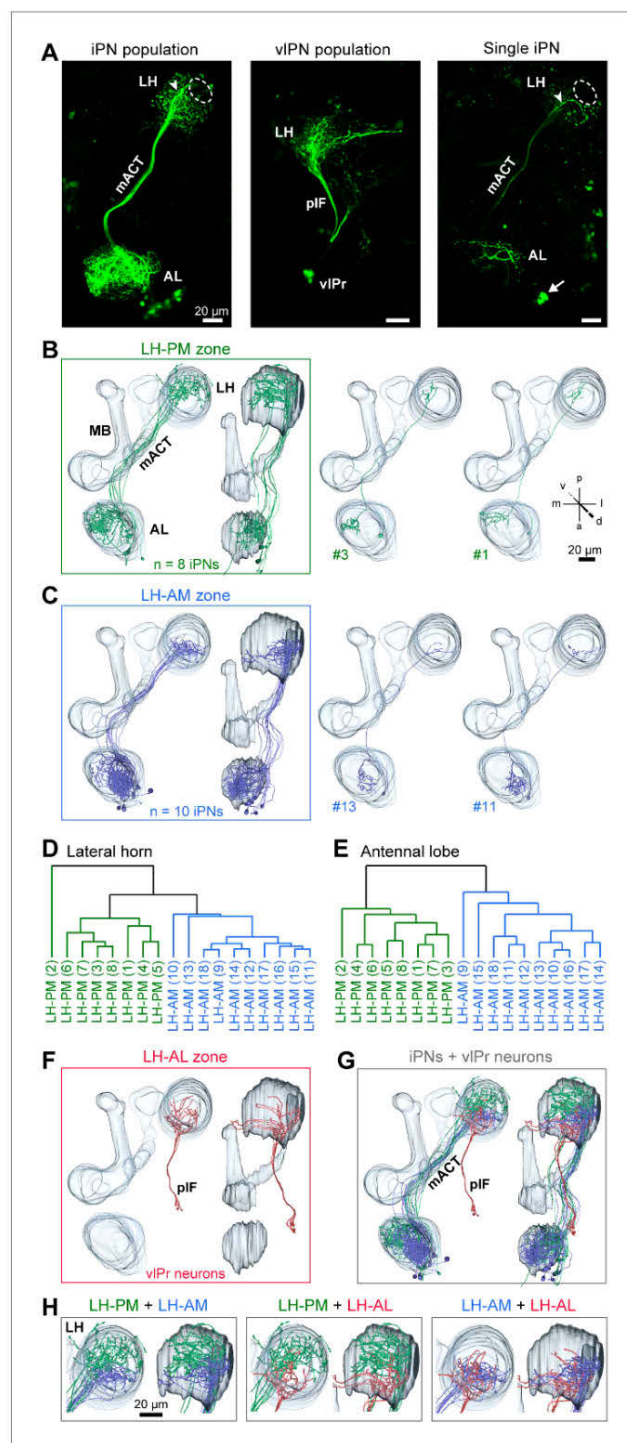 A
iPN population
vlPN population
Single iPN
LH
mACT
AL
20 µm
LH
plF
vlPr
LH
mACT
AL
B
LH-PM zone
LH
MB
mACT
AL
n = 8 iPNs
#3
#1
p
v
m
l
a
d
20 µm
C
LH-AM zone
n = 10 iPNs
#13
#11
D
Lateral horn
LH-PM (2)
LH-PM (6)
LH-PM (7)
LH-PM (3)
LH-PM (8)
LH-PM (1)
LH-PM (4)
LH-PM (5)
LH-AM (10)
LH-AM (13)
LH-AM (18)
LH-AM (9)
LH-AM (14)
LH-AM (12)
LH-AM (17)
LH-AM (16)
LH-AM (15)
LH-AM (11)
E
Antennal lobe
LH-PM (2)
LH-PM (4)
LH-PM (6)
LH-PM (5)
LH-PM (8)
LH-PM (1)
LH-PM (7)
LH-PM (3)
LH-AM (9)
LH-AM (15)
LH-AM (18)
LH-AM (11)
LH-AM (12)
LH-AM (13)
LH-AM (10)
LH-AM (16)
LH-AM (17)
LH-AM (14)
F
LH-AL zone
plF
vlPr neurons
G
iPNs + vlPr neurons
mACT
plF
H
LH-PM + LH-AM
LH-PM + LH-AL
LH-AM + LH-AL
LH
20 µm